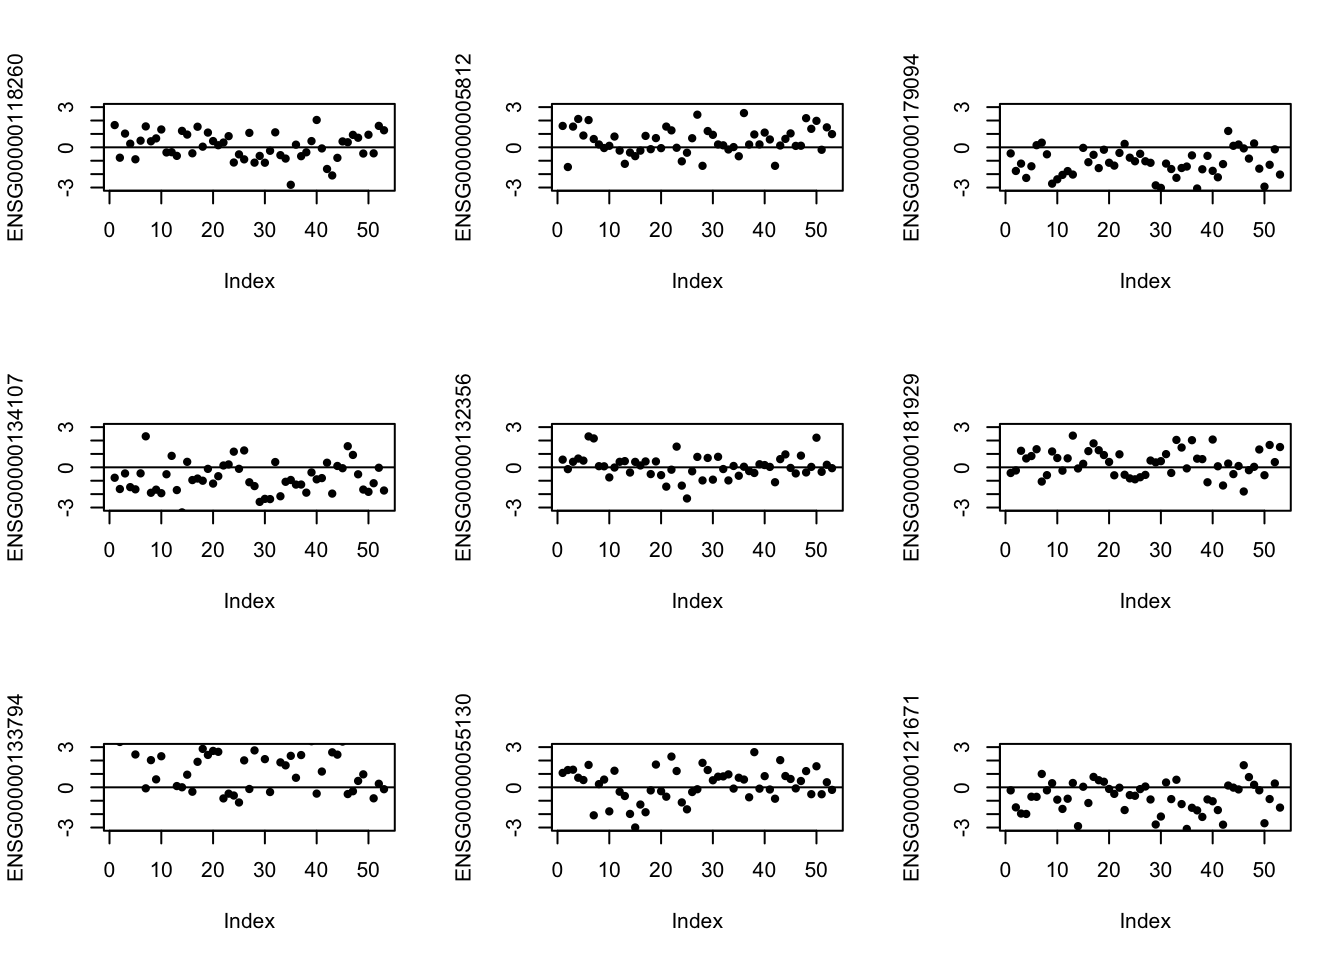 ENSG00000118260
3
0
-3
0 10 20 30 40 50
Index
ENSG00000005812
3
0
-3
0 10 20 30 40 50
Index
ENSG00000179094
3
0
-3
0 10 20 30 40 50
Index
ENSG00000134107
3
0
-3
0 10 20 30 40 50
Index
ENSG00000132356
3
0
-3
0 10 20 30 40 50
Index
ENSG00000181929
3
0
-3
0 10 20 30 40 50
Index
ENSG00000133794
3
0
-3
0 10 20 30 40 50
Index
ENSG00000055130
3
0
-3
0 10 20 30 40 50
Index
ENSG00000121671
3
0
-3
0 10 20 30 40 50
Index